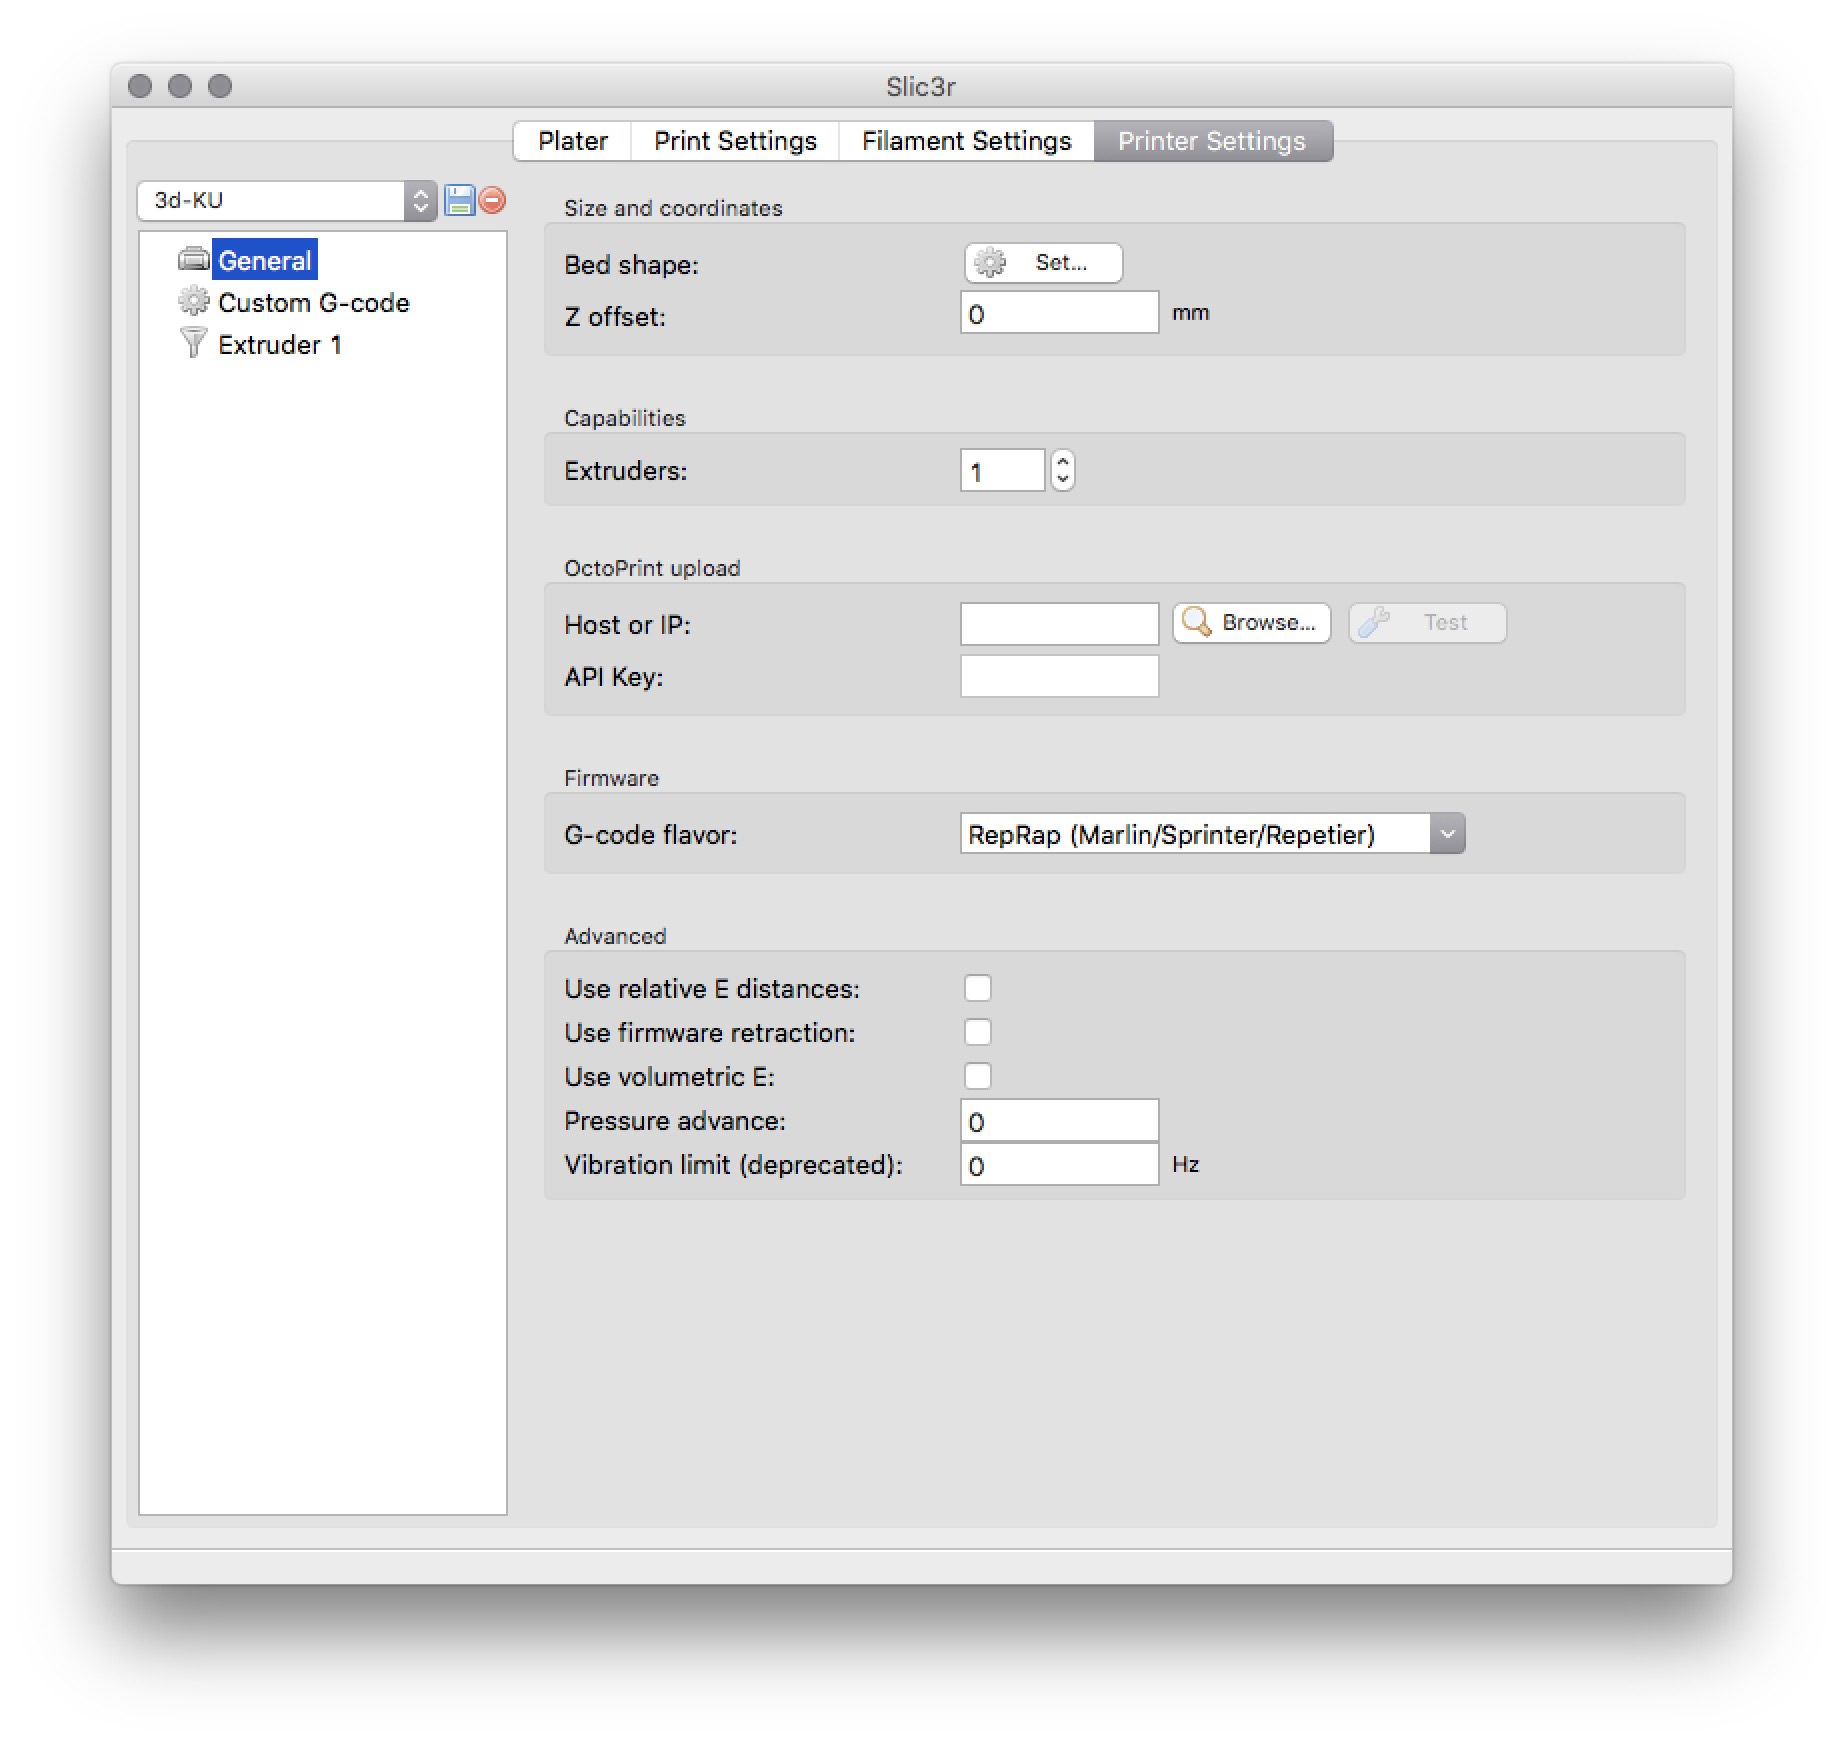 Slic3r
Plater Print Settings Filament Settings Printer Settings
3d-KU
General
Custom G-code
Extruder 1
Size and coordinates
Bed shape: Set...
Z offset: 0 mm
Capabilities
Extruders: 1
OctoPrint upload
Host or IP: Browse... Test
API Key:
Firmware
G-code flavor: RepRap (Marlin/Sprinter/Repetier)
Advanced
Use relative E distances:
Use firmware retraction:
Use volumetric E:
Pressure advance: 0
Vibration limit (deprecated): 0 Hz